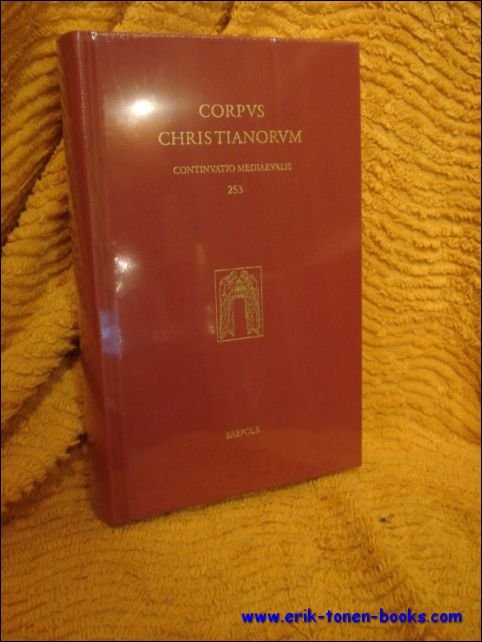 CORPVS
CHRISTIANORVM
CONTINVATIO MEDIAEVALIS
253
BREPOLS
www.erik-tonen-books.com